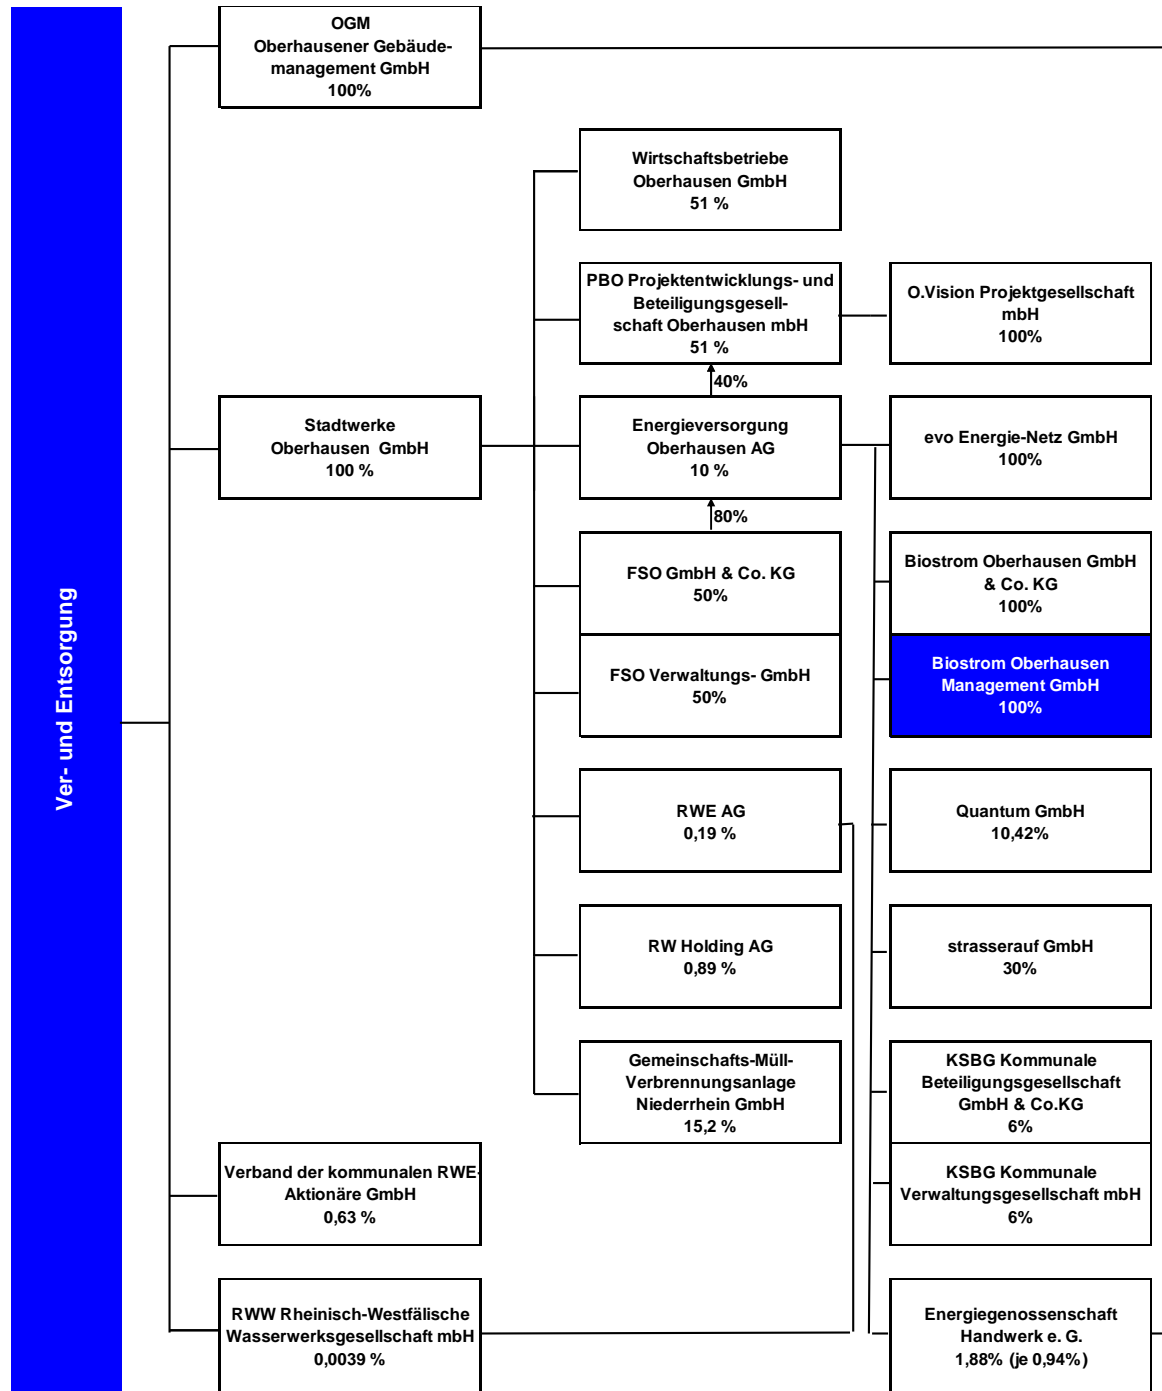 Ver- und Entsorgung
OGM
Oberhausener Gebäude-
management GmbH
100%
Stadtwerke
Oberhausen GmbH
100 %
Verband der kommunalen RWE-
Aktionäre GmbH
0,63 %
RWW Rheinisch-Westfälische
Wasserwerksgesellschaft mbH
0,0039 %
Wirtschaftsbetriebe
Oberhausen GmbH
51 %
PBO Projektentwicklungs- und
Beteiligungsgesell-
schaft Oberhausen mbH
51 %
40%
Energieversorgung
Oberhausen AG
10 %
80%
FSO GmbH & Co. KG
50%
FSO Verwaltungs- GmbH
50%
RWE AG
0,19 %
RW Holding AG
0,89 %
Gemeinschafts-Müll-
Verbrennungsanlage
Niederrhein GmbH
15,2 %
O.Vision Projektgesellschaft
mbH
100%
evo Energie-Netz GmbH
100%
Biostrom Oberhausen GmbH
& Co. KG
100%
Biostrom Oberhausen
Management GmbH
100%
Quantum GmbH
10,42%
strasserauf GmbH
30%
KSBG Kommunale
Beteiligungsgesellschaft
GmbH & Co.KG
6%
KSBG Kommunale
Verwaltungsgesellschaft mbH
6%
Energiegenossenschaft
Handwerk e. G.
1,88% (je 0,94%)